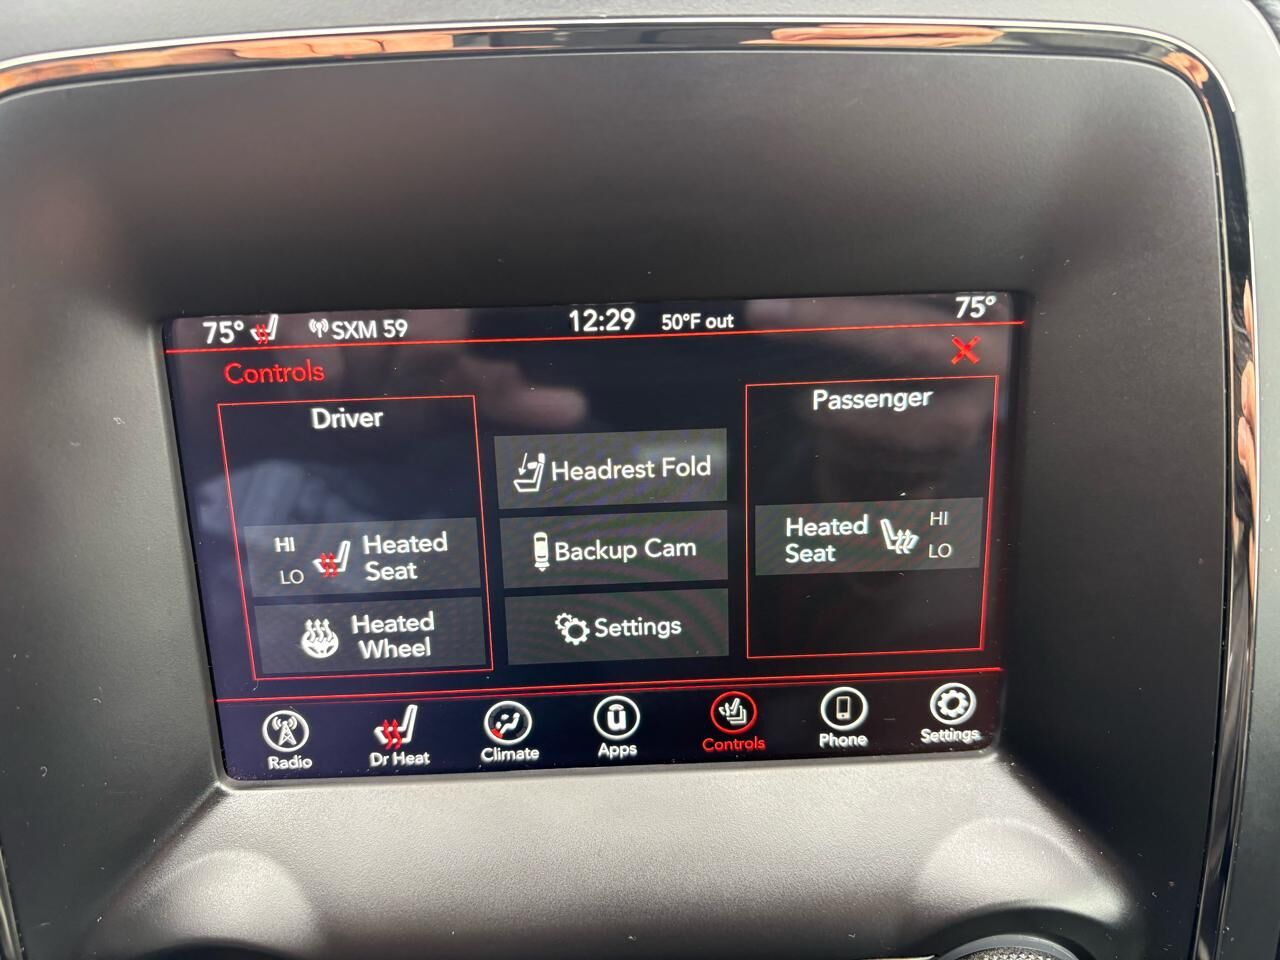 75° SXM 59 12:29 50°F out 75°
Controls
Driver
HI
LO
Heated
Seat
Heated
Wheel
Headrest Fold
Backup Cam
Settings
Passenger
Heated
Seat
HI
LO
Radio Dr Heat Climate Apps Controls Phone Settings